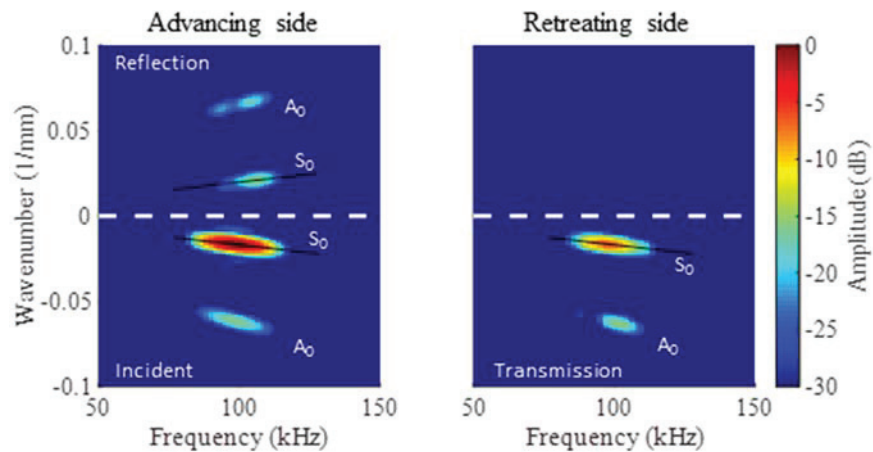 Advancing side
Retreating side
Wavenumber (1/mm)
0.1
0.05
0
-0.05
-0.1
Reflection
A0
S0
S0
A0
Incident
50
100
150
Frequency (kHz)
S0
A0
Transmission
50
100
150
Frequency (kHz)
0
-5
-10
-15
-20
-25
-30
Amplitude(dB)